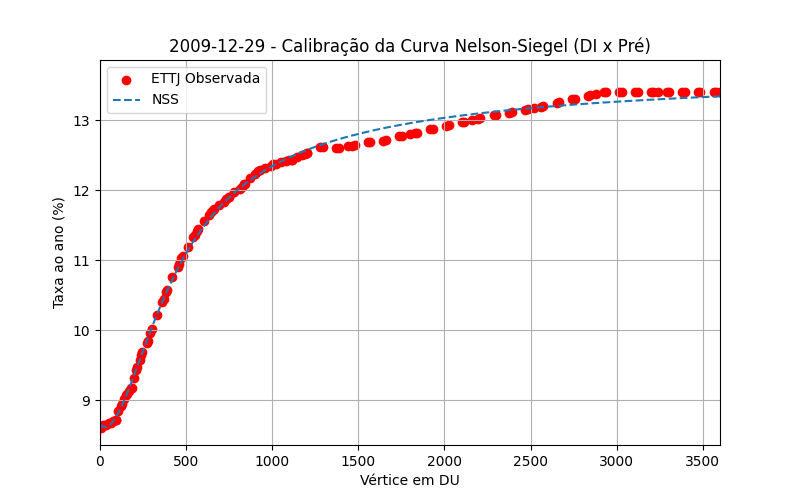 2009-12-29 - Calibração da Curva Nelson-Siegel (DI x Pré)
ETTJ Observada
NSS
Taxa ao ano (%)
13
12
11
10
9
0 500 1000 1500 2000 2500 3000 3500
Vértice em DU